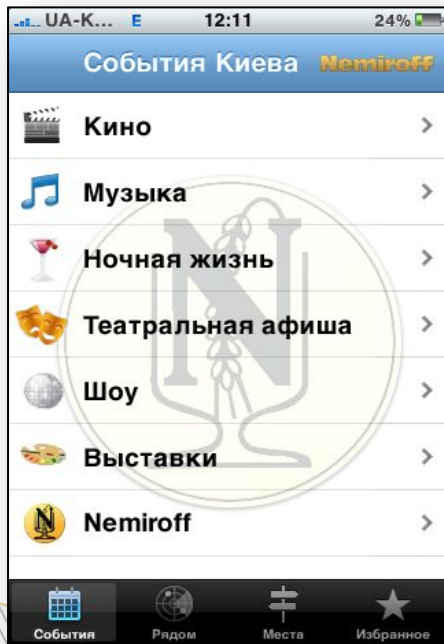 UA-K... E 12:11 24%
События Киева Nemiroff
Кино
Музыка
Ночная жизнь
Театральная афиша
Шоу
Выставки
Nemiroff
События Рядом Места Избранное